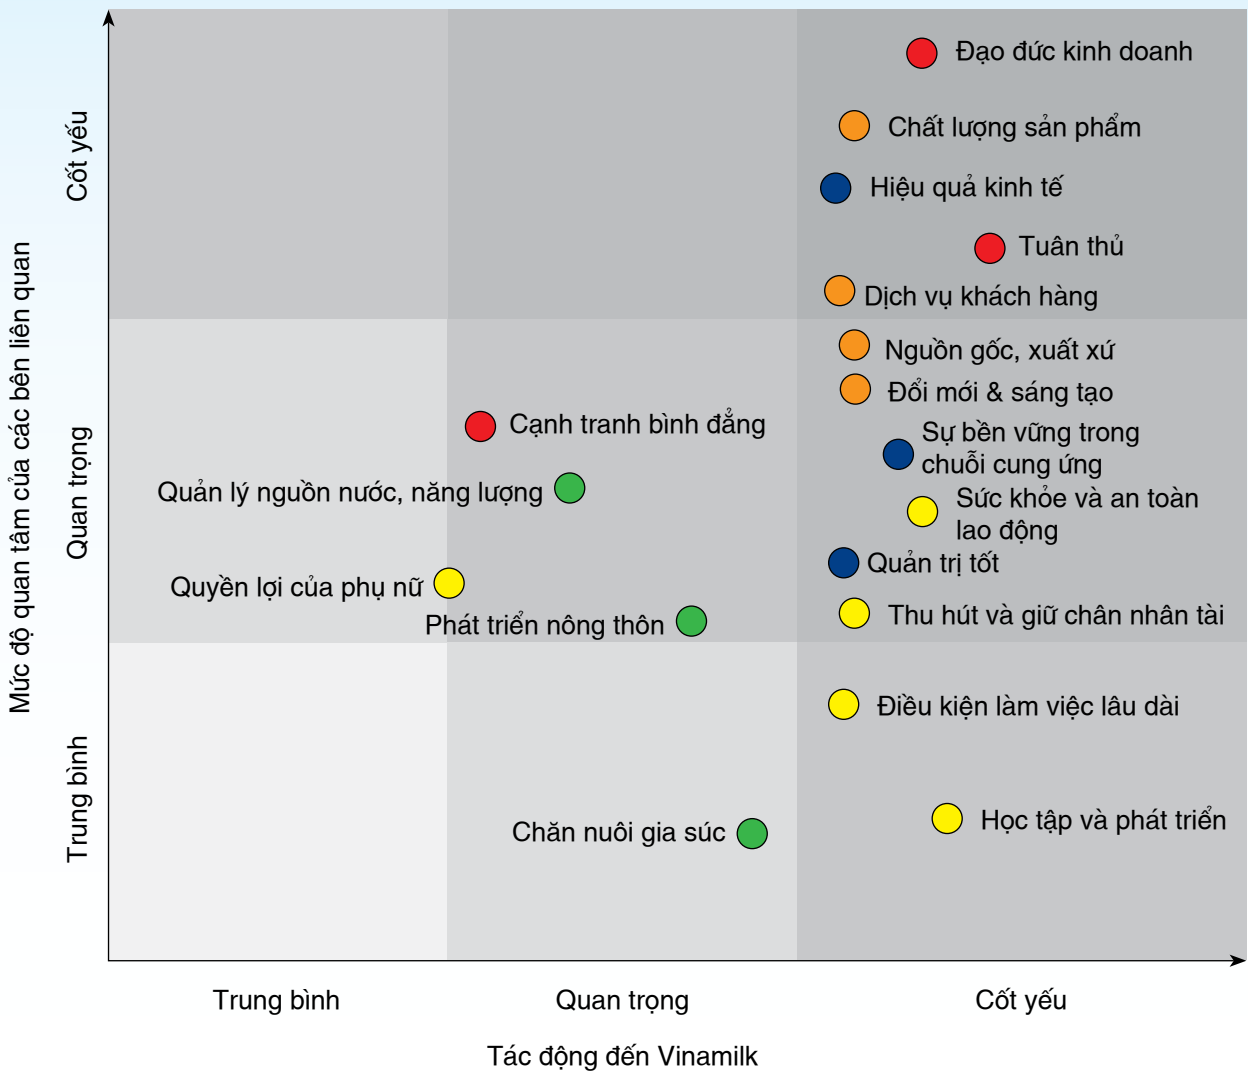 Mức độ quan tâm của các bên liên quan
Cốt yếu
Quan trọng
Trung bình
Đạo đức kinh doanh
Chất lượng sản phẩm
Hiệu quả kinh tế
Tuân thủ
Dịch vụ khách hàng
Nguồn gốc, xuất xứ
Đổi mới & sáng tạo
Cạnh tranh bình đẳng
Sự bền vững trong
chuỗi cung ứng
Quản lý nguồn nước, năng lượng
Sức khỏe và an toàn
lao động
Quản trị tốt
Quyền lợi của phụ nữ
Thu hút và giữ chân nhân tài
Phát triển nông thôn
Điều kiện làm việc lâu dài
Học tập và phát triển
Chăn nuôi gia súc
Trung bình
Quan trọng
Cốt yếu
Tác động đến Vinamilk